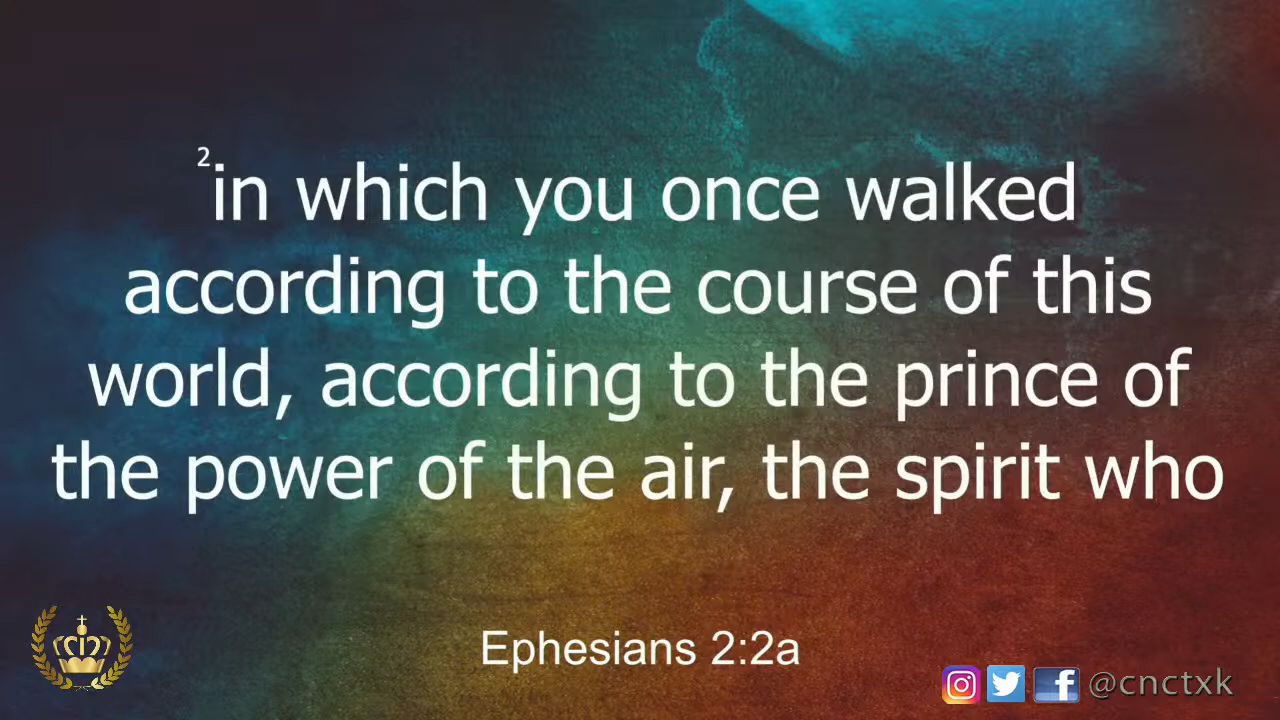 ²in which you once walked
according to the course of this
world, according to the prince of
the power of the air, the spirit who
Ephesians 2:2a
@cnctxk